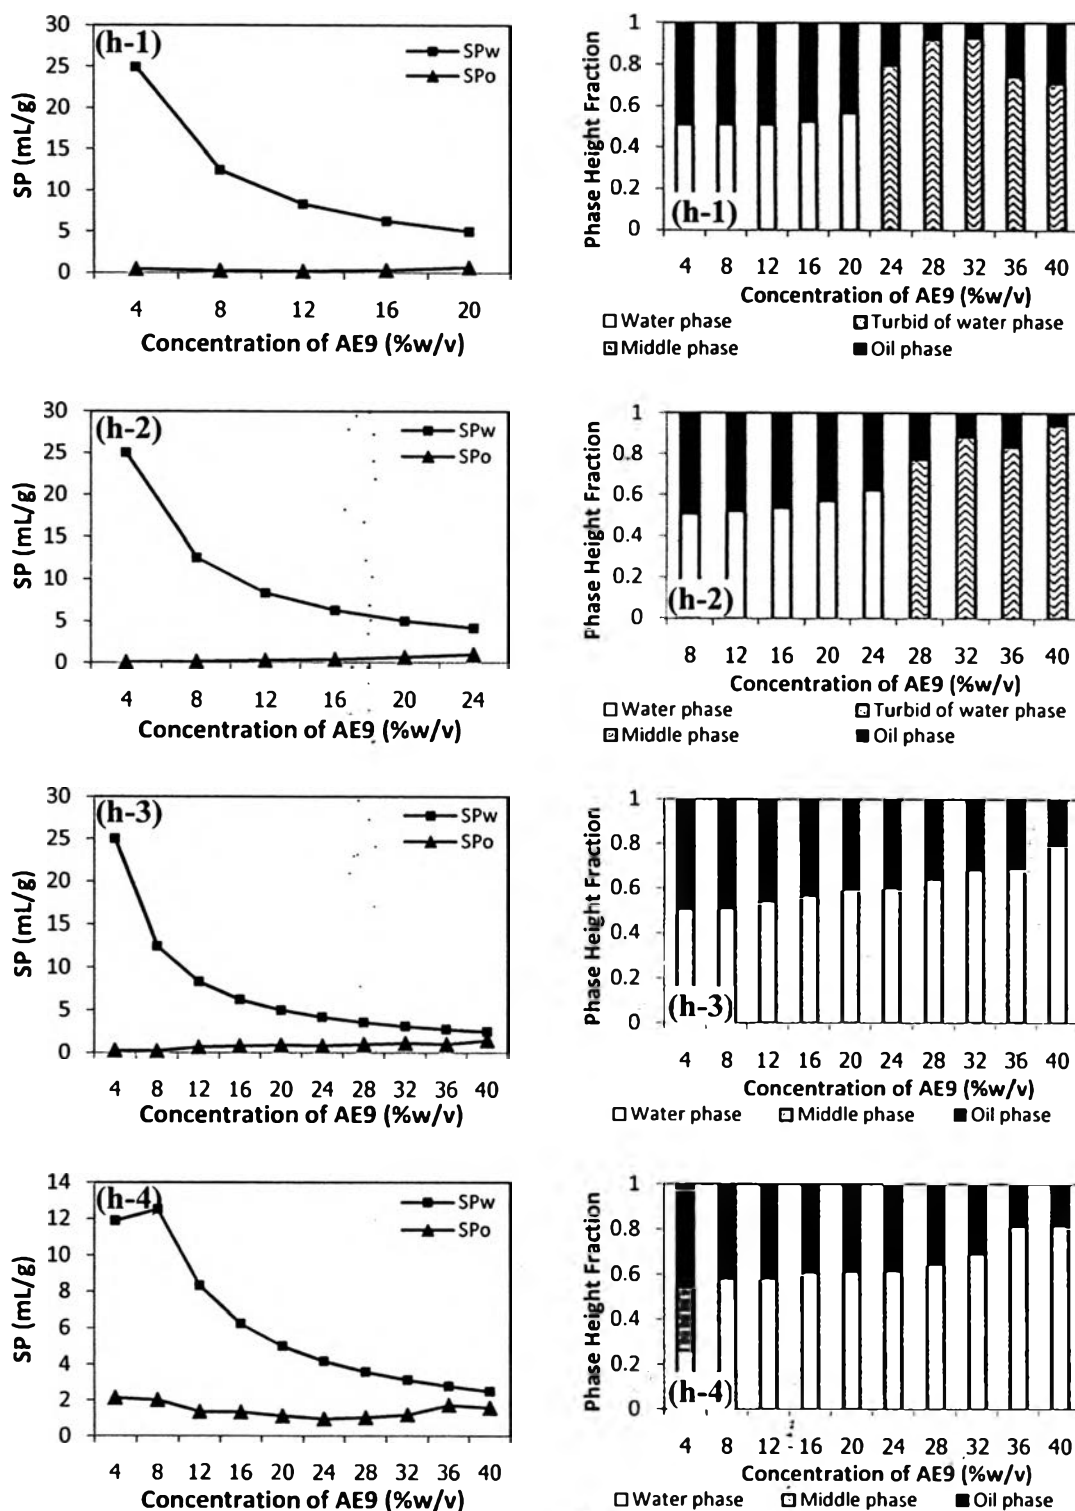 (h-1)
SPw
SPo
SP (mL/g)
30
25
20
15
10
5
0
4 8 12 16 20
Concentration of AE9 (%w/v)
(h-1)
Phase Height Fraction
1
0.8
0.6
0.4
0.2
0
4 8 12 16 20 24 28 32 36 40
Concentration of AE9 (%w/v)
Water phase Turbid of water phase
Middle phase Oil phase
(h-2)
SPw
SPo
SP (mL/g)
30
25
20
15
10
5
0
4 8 12 16 20 24
Concentration of AE9 (%w/v)
(h-2)
Phase Height Fraction
1
0.8
0.6
0.4
0.2
0
8 12 16 20 24 28 32 36 40
Concentration of AE9 (%w/v)
Water phase Turbid of water phase
Middle phase Oil phase
(h-3)
SPw
SPo
SP (mL/g)
30
25
20
15
10
5
0
4 8 12 16 20 24 28 32 36 40
Concentration of AE9 (%w/v)
(h-3)
Phase Height Fraction
1
0.8
0.6
0.4
0.2
0
4 8 12 16 20 24 28 32 36 40
Concentration of AE9 (%w/v)
Water phase Middle phase Oil phase
(h-4)
SPw
SPo
SP (mL/g)
14
12
10
8
6
4
2
0
4 8 12 16 20 24 28 32 36 40
Concentration of AE9 (%w/v)
(h-4)
Phase Height Fraction
1
0.8
0.6
0.4
0.2
0
4 8 12 16 20 24 28 32 36 40
Concentration of AE9 (%w/v)
Water phase Middle phase Oil phase